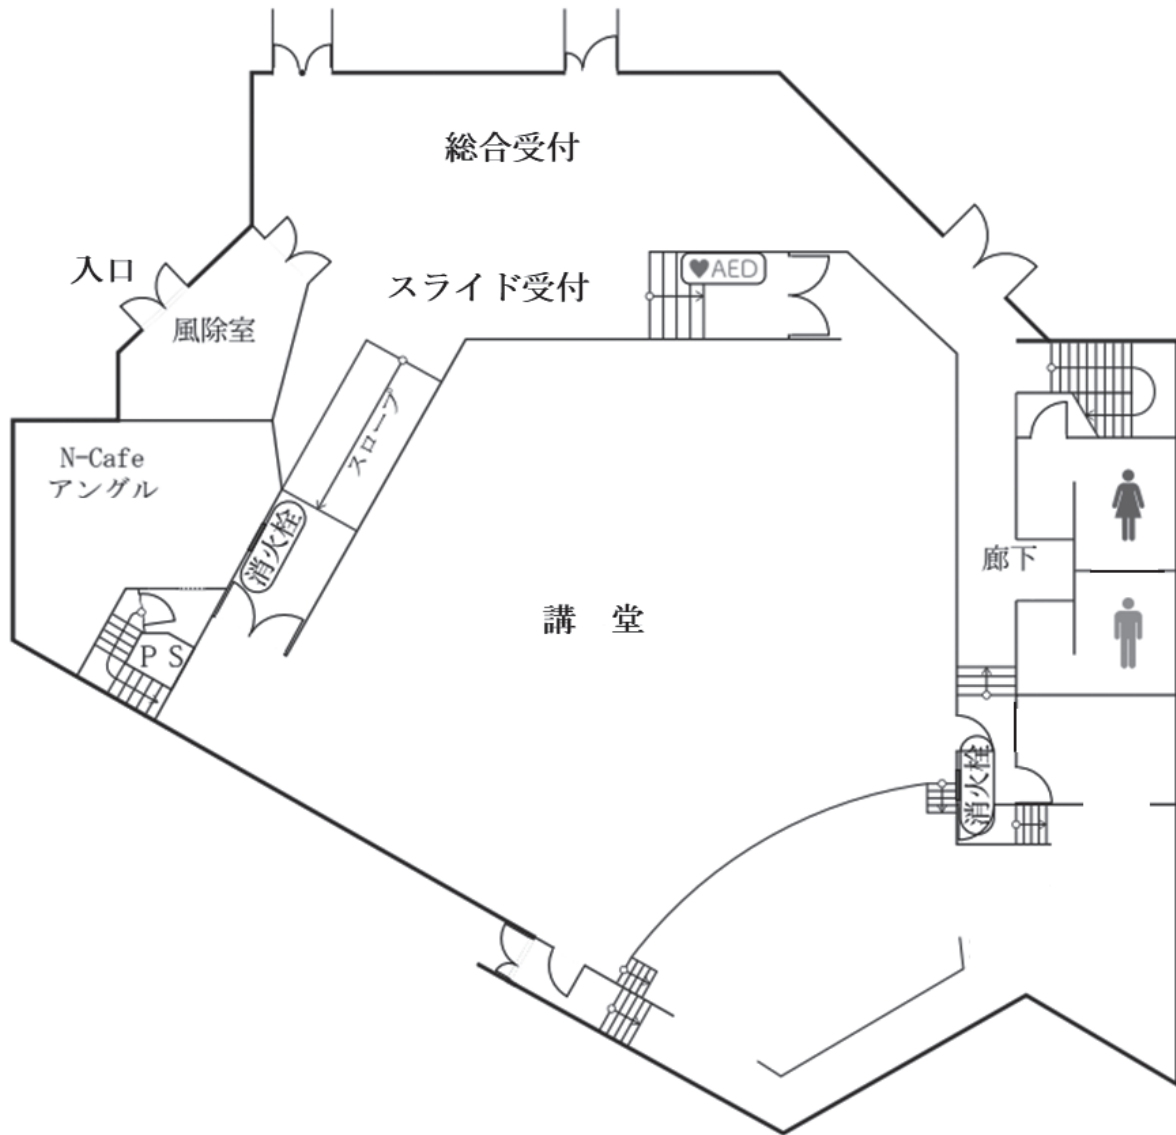 総合受付
入口
スライド受付
♥AED
風除室
スロープ
N-Cafe
アングル
消火栓
廊下
講　堂
P S
消火栓